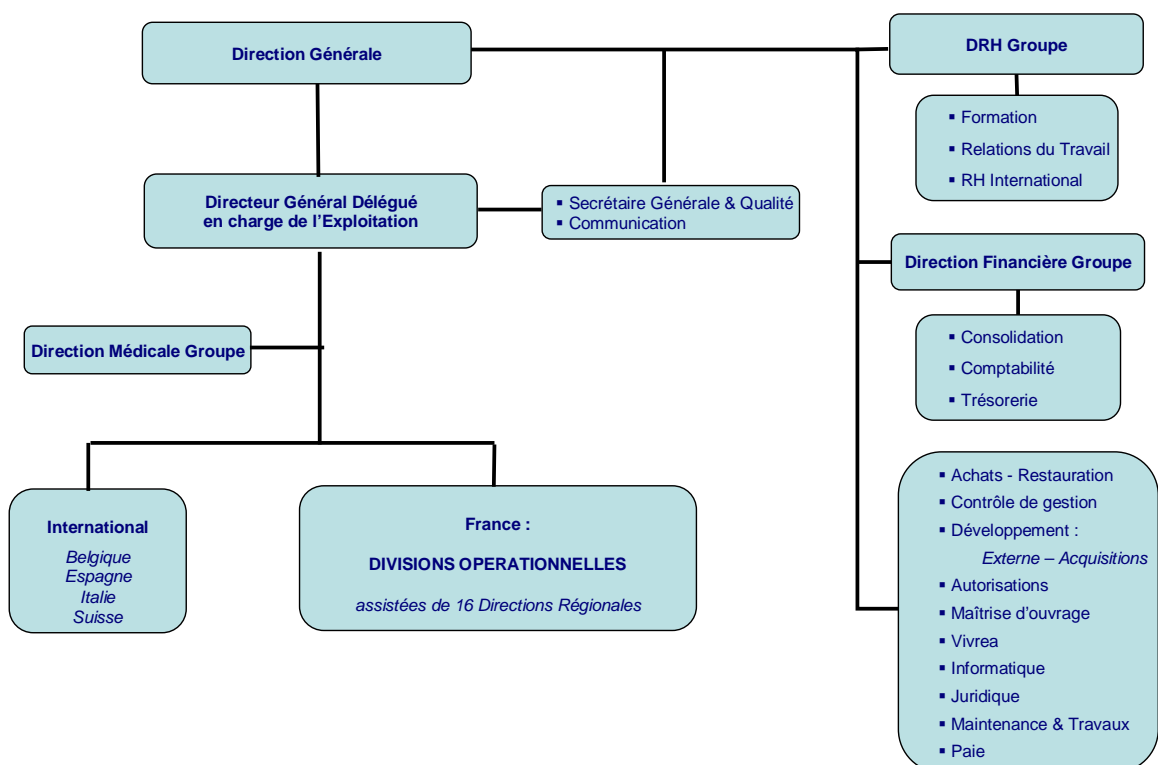 Direction Générale
DRH Groupe
▪ Formation
▪ Relations du Travail
▪ RH International
Directeur Général Délégué
en charge de l'Exploitation
▪ Secrétaire Générale & Qualité
▪ Communication
Direction Financière Groupe
▪ Consolidation
▪ Comptabilité
▪ Trésorerie
Direction Médicale Groupe
International
Belgique
Espagne
Italie
Suisse
France :
DIVISIONS OPERATIONNELLES
assistées de 16 Directions Régionales
▪ Achats - Restauration
▪ Contrôle de gestion
▪ Développement :
Externe – Acquisitions
▪ Autorisations
▪ Maîtrise d'ouvrage
▪ Vivrea
▪ Informatique
▪ Juridique
▪ Maintenance & Travaux
▪ Paie